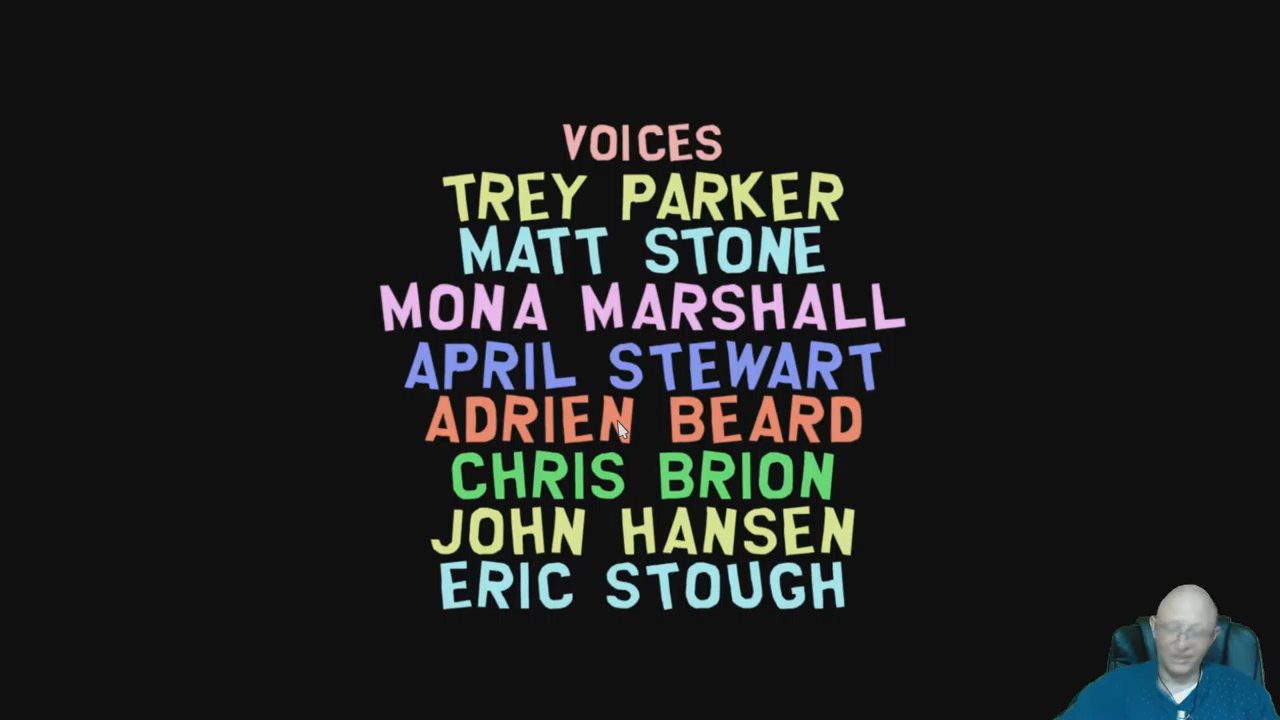 VOICES
TREY PARKER
MATT STONE
MONA MARSHALL
APRIL STEWART
ADRIEN BEARD
CHRIS BRION
JOHN HANSEN
ERIC STOUGH